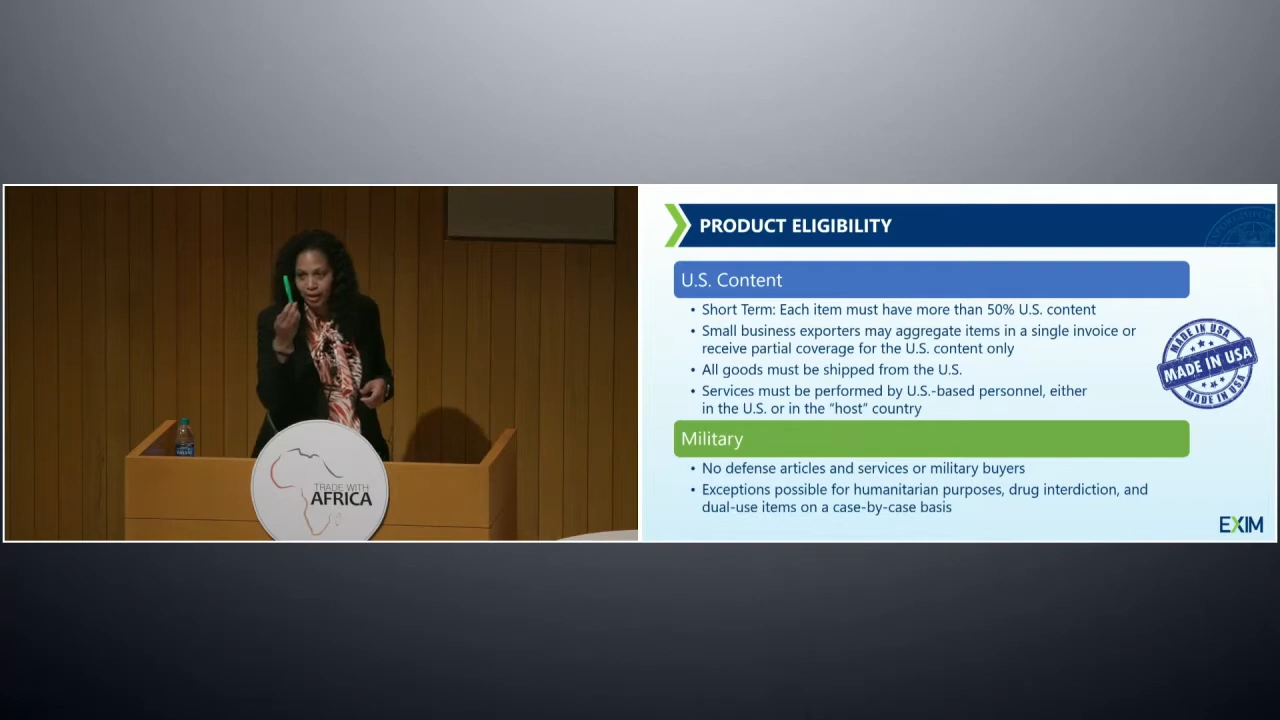 TRADE WITH
AFRICA
PRODUCT ELIGIBILITY
U.S. Content
• Short Term: Each item must have more than 50% U.S. content
• Small business exporters may aggregate items in a single invoice or
receive partial coverage for the U.S. content only
• All goods must be shipped from the U.S.
• Services must be performed by U.S.-based personnel, either
in the U.S. or in the “host” country
MADE IN USA
MADE IN USA
MADE IN USA
Military
• No defense articles and services or military buyers
• Exceptions possible for humanitarian purposes, drug interdiction, and
dual-use items on a case-by-case basis
EXIM